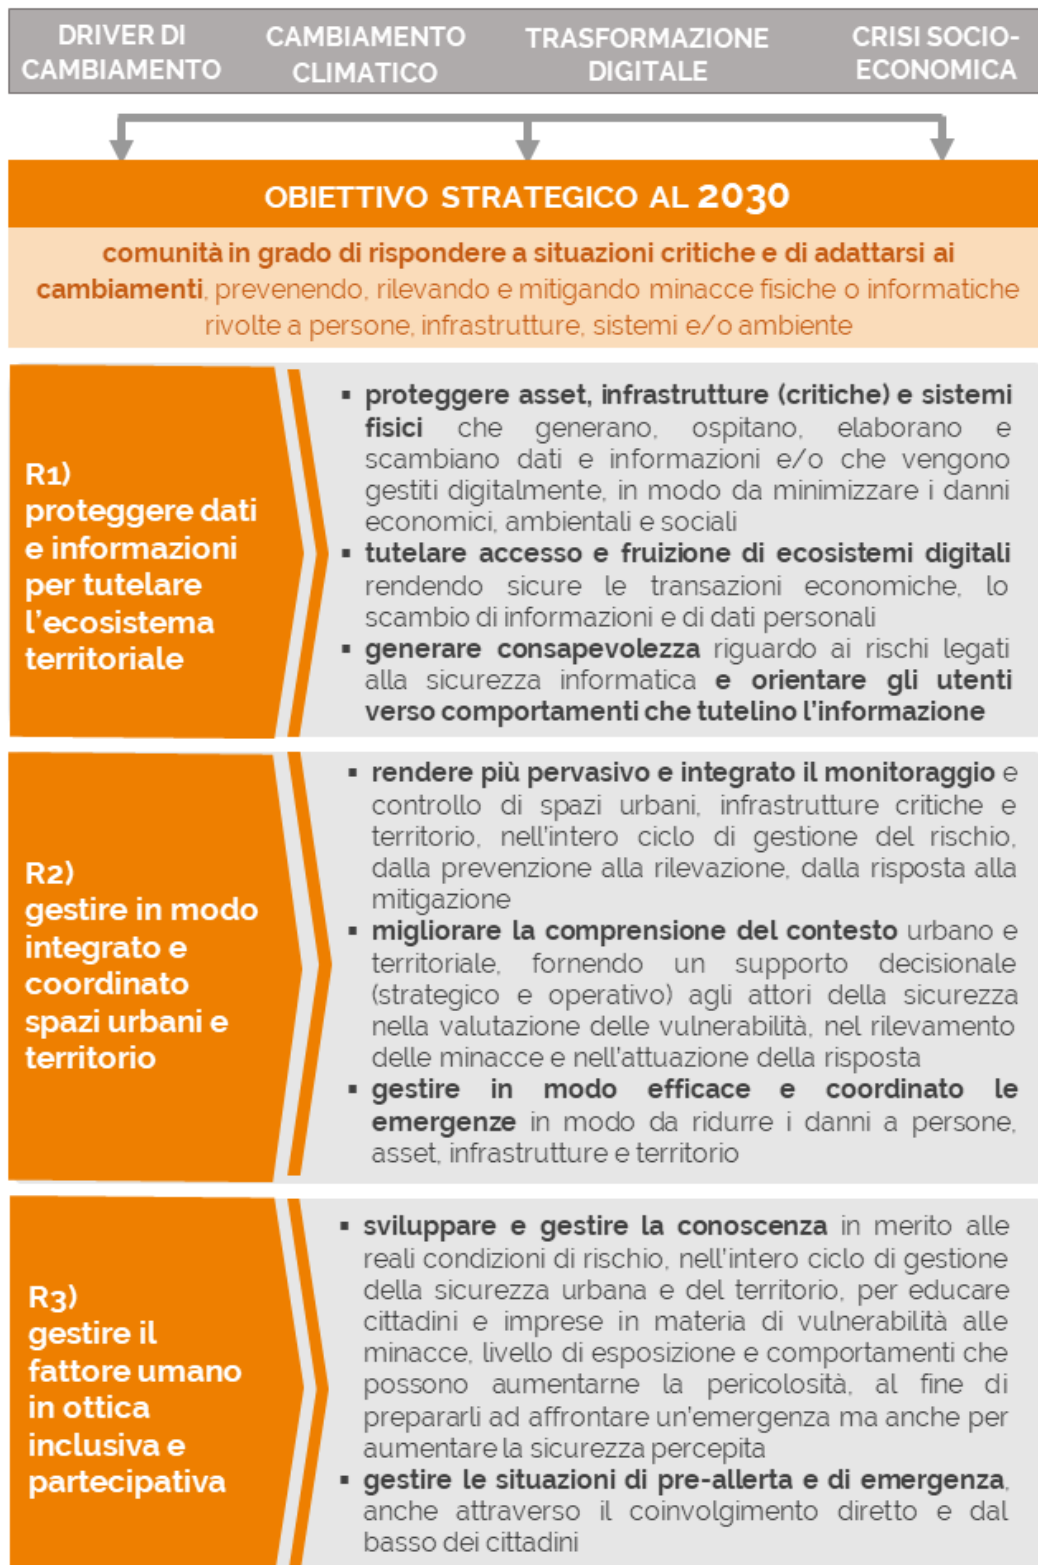 DRIVER DI
CAMBIAMENTO
CAMBIAMENTO
CLIMATICO
TRASFORMAZIONE
DIGITALE
CRISI SOCIO-
ECONOMICA
OBIETTIVO STRATEGICO AL 2030
comunità in grado di rispondere a situazioni critiche e di adattarsi ai
cambiamenti, prevenendo, rilevando e mitigando minacce fisiche o informatiche
rivolte a persone, infrastrutture, sistemi e/o ambiente
R1)
proteggere dati
e informazioni
per tutelare
l'ecosistema
territoriale
▪ proteggere asset, infrastrutture (critiche) e sistemi
fisici che generano, ospitano, elaborano e
scambiano dati e informazioni e/o che vengono
gestiti digitalmente, in modo da minimizzare i danni
economici, ambientali e sociali
▪ tutelare accesso e fruizione di ecosistemi digitali
rendendo sicure le transazioni economiche, lo
scambio di informazioni e di dati personali
▪ generare consapevolezza riguardo ai rischi legati
alla sicurezza informatica e orientare gli utenti
verso comportamenti che tutelino l'informazione
R2)
gestire in modo
integrato e
coordinato
spazi urbani e
territorio
▪ rendere più pervasivo e integrato il monitoraggio e
controllo di spazi urbani, infrastrutture critiche e
territorio, nell'intero ciclo di gestione del rischio,
dalla prevenzione alla rilevazione, dalla risposta alla
mitigazione
▪ migliorare la comprensione del contesto urbano e
territoriale, fornendo un supporto decisionale
(strategico e operativo) agli attori della sicurezza
nella valutazione delle vulnerabilità, nel rilevamento
delle minacce e nell'attuazione della risposta
▪ gestire in modo efficace e coordinato le
emergenze in modo da ridurre i danni a persone,
asset, infrastrutture e territorio
R3)
gestire il
fattore umano
in ottica
inclusiva e
partecipativa
▪ sviluppare e gestire la conoscenza in merito alle
reali condizioni di rischio, nell'intero ciclo di gestione
della sicurezza urbana e del territorio, per educare
cittadini e imprese in materia di vulnerabilità alle
minacce, livello di esposizione e comportamenti che
possono aumentarne la pericolosità, al fine di
prepararli ad affrontare un'emergenza ma anche per
aumentare la sicurezza percepita
▪ gestire le situazioni di pre-allerta e di emergenza,
anche attraverso il coinvolgimento diretto e dal
basso dei cittadini